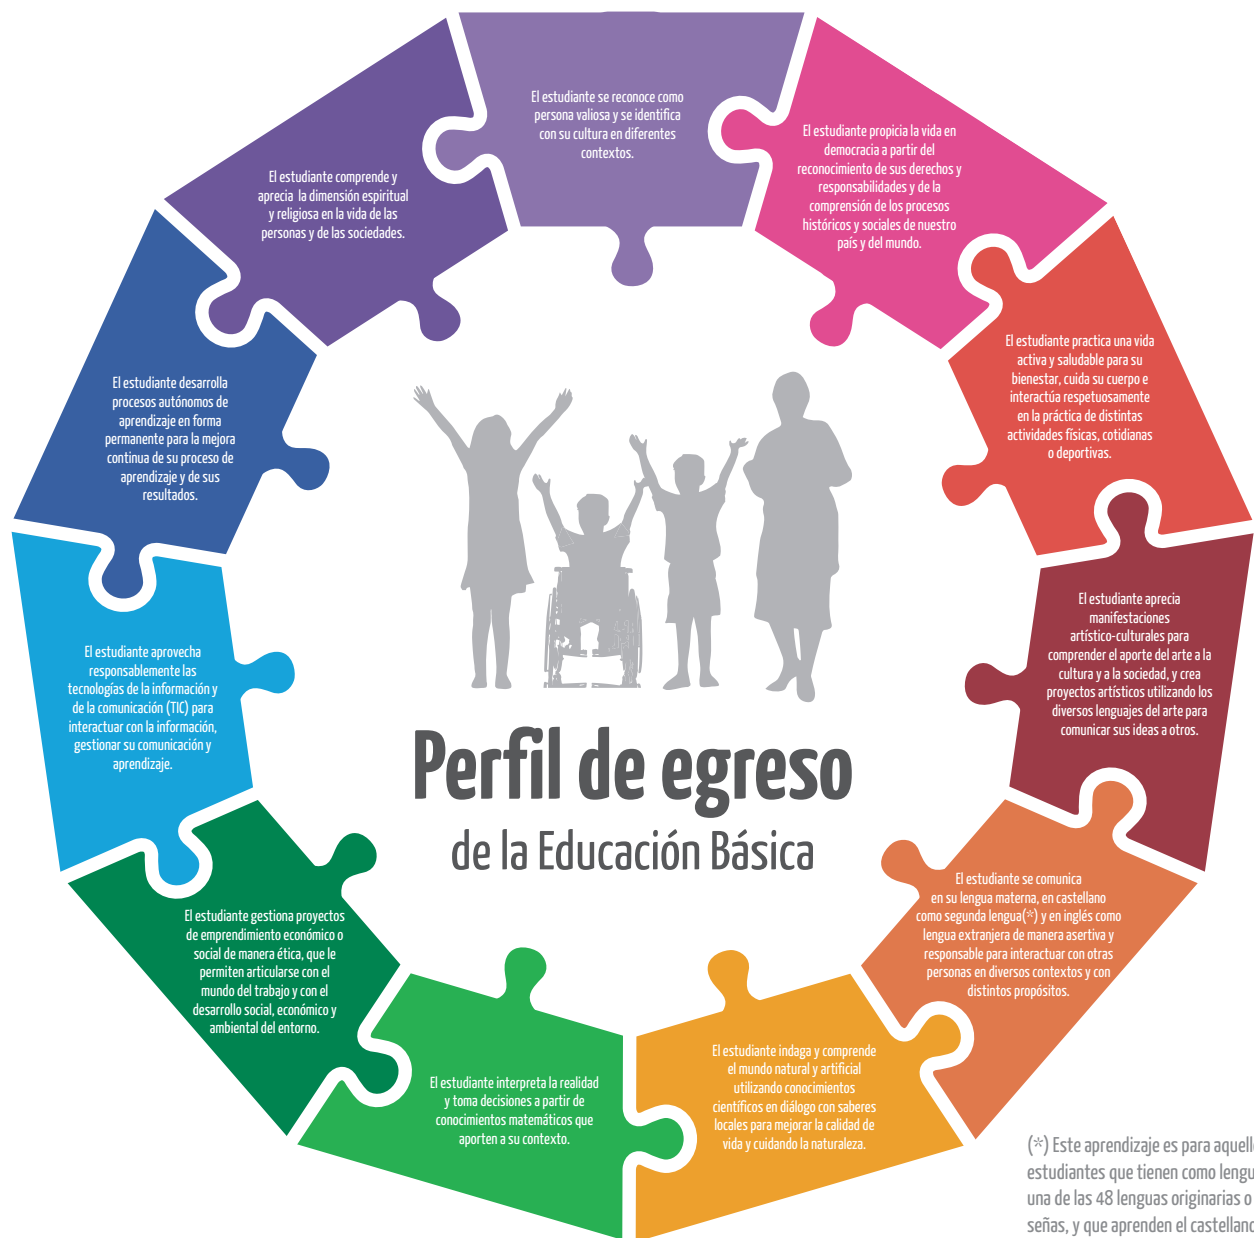 El estudiante se reconoce como
persona valiosa y se identifica
con su cultura en diferentes
contextos.
El estudiante propicia la vida en
democracia a partir del
reconocimiento de sus derechos y
responsabilidades y de la
comprensión de los procesos
históricos y sociales de nuestro
país y del mundo.
El estudiante practica una vida
activa y saludable para su
bienestar, cuida su cuerpo e
interactúa respetuosamente
en la práctica de distintas
actividades físicas, cotidianas
o deportivas.
El estudiante aprecia
manifestaciones
artístico-culturales para
comprender el aporte del arte a la
cultura y a la sociedad, y crea
proyectos artísticos utilizando los
diversos lenguajes del arte para
comunicar sus ideas a otros.
El estudiante se comunica
en su lengua materna, en castellano
como segunda lengua(*) y en inglés como
lengua extranjera de manera asertiva y
responsable para interactuar con otras
personas en diversos contextos y con
distintos propósitos.
El estudiante indaga y comprende
el mundo natural y artificial
utilizando conocimientos
científicos en diálogo con saberes
locales para mejorar la calidad de
vida y cuidando la naturaleza.
El estudiante interpreta la realidad
y toma decisiones a partir de
conocimientos matemáticos que
aporten a su contexto.
El estudiante gestiona proyectos
de emprendimiento económico o
social de manera ética, que le
permiten articularse con el
mundo del trabajo y con el
desarrollo social, económico y
ambiental del entorno.
El estudiante aprovecha
responsablemente las
tecnologías de la información y
de la comunicación (TIC) para
interactuar con la información,
gestionar su comunicación y
aprendizaje.
El estudiante desarrolla
procesos autónomos de
aprendizaje en forma
permanente para la mejora
continua de su proceso de
aprendizaje y de sus
resultados.
El estudiante comprende y
aprecia la dimensión espiritual
y religiosa en la vida de las
personas y de las sociedades.
Perfil de egreso
de la Educación Básica
(*) Este aprendizaje es para
estudiantes que tienen como
una de las 48 lenguas originarias o
señas, y que aprenden el castellano